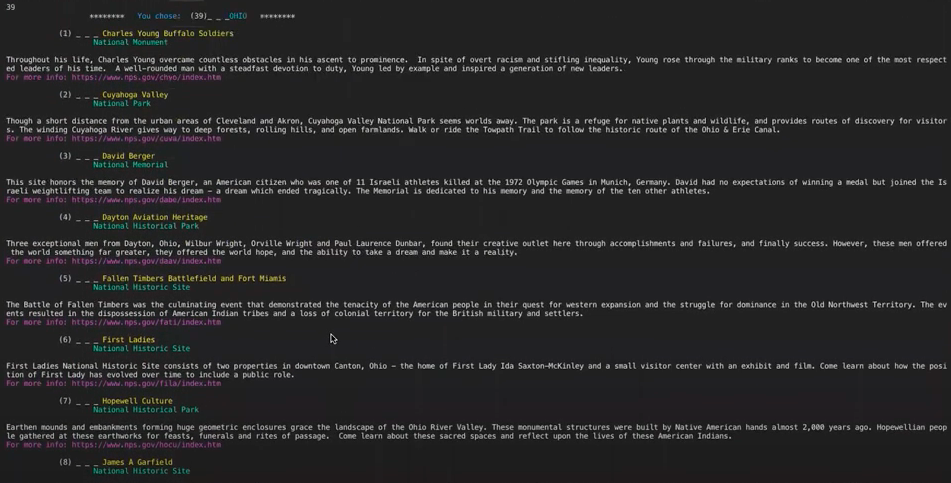 39
******** You chose: (39)_ _ _OHIO ********
(1) _ _ _ Charles Young Buffalo Soldiers
National Monument
Throughout his life, Charles Young overcame countless obstacles in his ascent to prominence.  In spite of overt racism and stifling inequality, Young rose through the military ranks to become one of the most respect
ed leaders of his time.  A well-rounded man with a steadfast devotion to duty, Young led by example and inspired a generation of new leaders.
For more info: https://www.nps.gov/chyo/index.htm
(2) _ _ _ Cuyahoga Valley
National Park
Though a short distance from the urban areas of Cleveland and Akron, Cuyahoga Valley National Park seems worlds away. The park is a refuge for native plants and wildlife, and provides routes of discovery for visitor
s. The winding Cuyahoga River gives way to deep forests, rolling hills, and open farmlands. Walk or ride the Towpath Trail to follow the historic route of the Ohio & Erie Canal.
For more info: https://www.nps.gov/cuva/index.htm
(3) _ _ _ David Berger
National Memorial
This site honors the memory of David Berger, an American citizen who was one of 11 Israeli athletes killed at the 1972 Olympic Games in Munich, Germany. David had no expectations of winning a medal but joined the Is
raeli weightlifting team to realize his dream – a dream which ended tragically. The Memorial is dedicated to his memory and the memory of the ten other athletes.
For more info: https://www.nps.gov/dabe/index.htm
(4) _ _ _ Dayton Aviation Heritage
National Historical Park
Three exceptional men from Dayton, Ohio, Wilbur Wright, Orville Wright and Paul Laurence Dunbar, found their creative outlet here through accomplishments and failures, and finally success. However, these men offered
the world something far greater, they offered the world hope, and the ability to take a dream and make it a reality.
For more info: https://www.nps.gov/daav/index.htm
(5) _ _ _ Fallen Timbers Battlefield and Fort Miamis
National Historic Site
The Battle of Fallen Timbers was the culminating event that demonstrated the tenacity of the American people in their quest for western expansion and the struggle for dominance in the Old Northwest Territory. The ev
ents resulted in the dispossession of American Indian tribes and a loss of colonial territory for the British military and settlers.
For more info: https://www.nps.gov/fati/index.htm
(6) _ _ _ First Ladies
National Historic Site
First Ladies National Historic Site consists of two properties in downtown Canton, Ohio – the home of First Lady Ida Saxton-McKinley and a small visitor center with an exhibit and film. Come learn about how the posi
tion of First Lady has evolved over time to include a public role.
For more info: https://www.nps.gov/fila/index.htm
(7) _ _ _ Hopewell Culture
National Historical Park
Earthen mounds and embankments forming huge geometric enclosures grace the landscape of the Ohio River Valley. These monumental structures were built by Native American hands almost 2,000 years ago. Hopewellian peop
le gathered at these earthworks for feasts, funerals and rites of passage.  Come learn about these sacred spaces and reflect upon the lives of these American Indians.
For more info: https://www.nps.gov/hocu/index.htm
(8) _ _ _ James A Garfield
National Historic Site